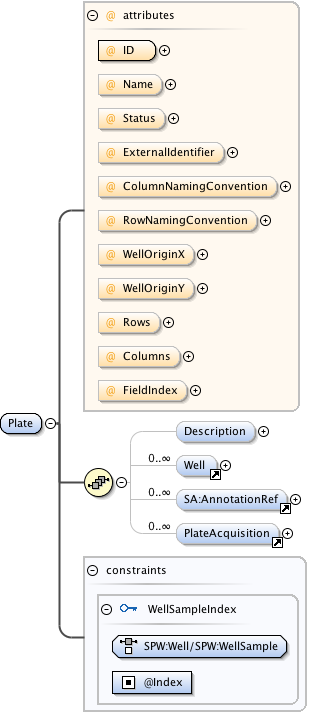 @ attributes
@ ID
@ Name
@ Status
@ ExternalIdentifier
@ ColumnNamingConvention
@ RowNamingConvention
@ WellOriginX
@ WellOriginY
@ Rows
@ Columns
@ FieldIndex
Plate
Description
0..∞ Well
0..∞ SA:AnnotationRef
0..∞ PlateAcquisition
constraints
WellSampleIndex
SPW:Well/SPW:WellSample
@Index